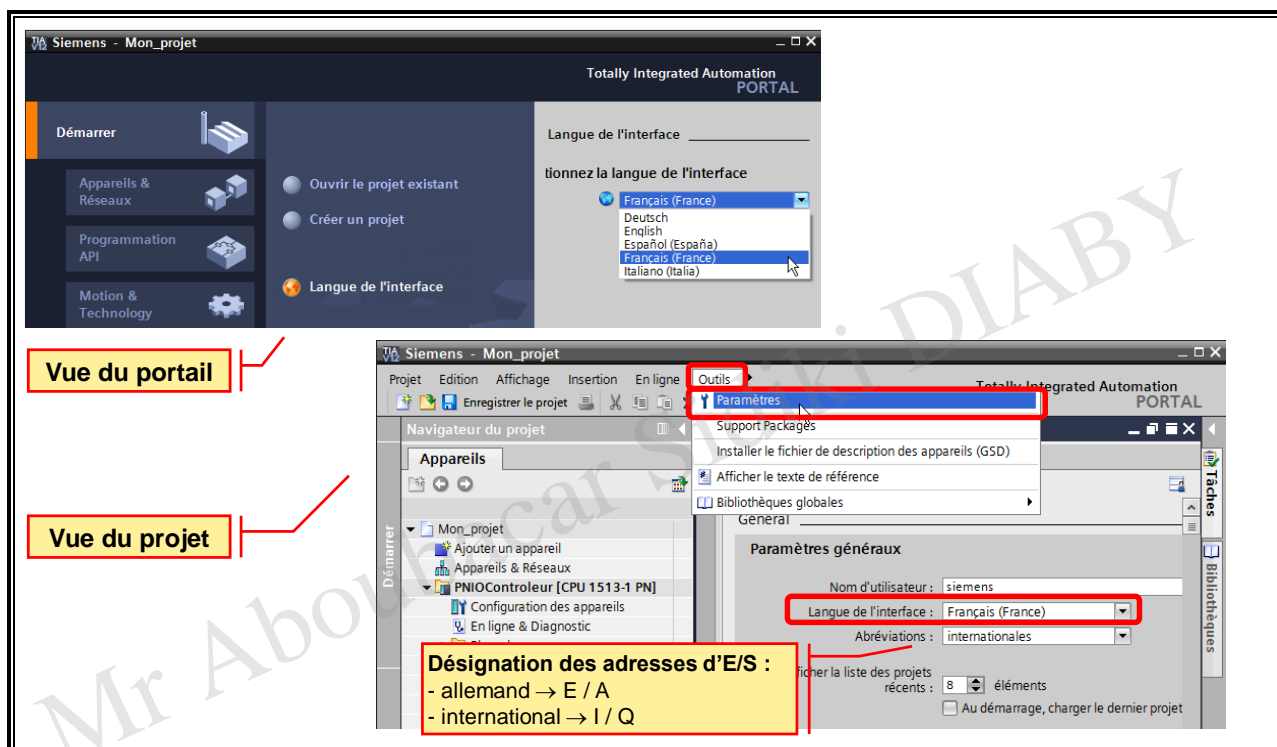 Siemens - Mon_projet
Totally Integrated Automation
PORTAL
Démarrer
Appareils &
Réseaux
Programmation
API
Motion &
Technology
Ouvrir le projet existant
Créer un projet
Langue de l'interface
Langue de l'interface
tionnez la langue de l'interface
Français (France)
Deutsch
English
Español (España)
Français (France)
Italiano (Italia)
Vue du portail
Siemens - Mon_projet
Projet Edition Affichage Insertion En ligne Outils
Totally Integrated Automation
PORTAL
Enregistrer le projet
Paramètres
Support Packages
Installer le fichier de description des appareils (GSD)
Afficher le texte de référence
Bibliothèques globales
Navigateur du projet
Appareils
Démarrer
Mon_projet
Ajouter un appareil
Appareils & Réseaux
PNIOControleur [CPU 1513-1 PN]
Configuration des appareils
En ligne & Diagnostic
Général
Paramètres généraux
Nom d'utilisateur : siemens
Langue de l'interface : Français (France)
Abréviations : internationales
ficher la liste des projets
récents : 8 éléments
Au démarrage, charger le dernier projet
Tâches
Bibliothèques
Vue du projet
Désignation des adresses d'E/S :
- allemand → E / A
- international → I / Q
Mr Aboubacar Sidiki DIABY